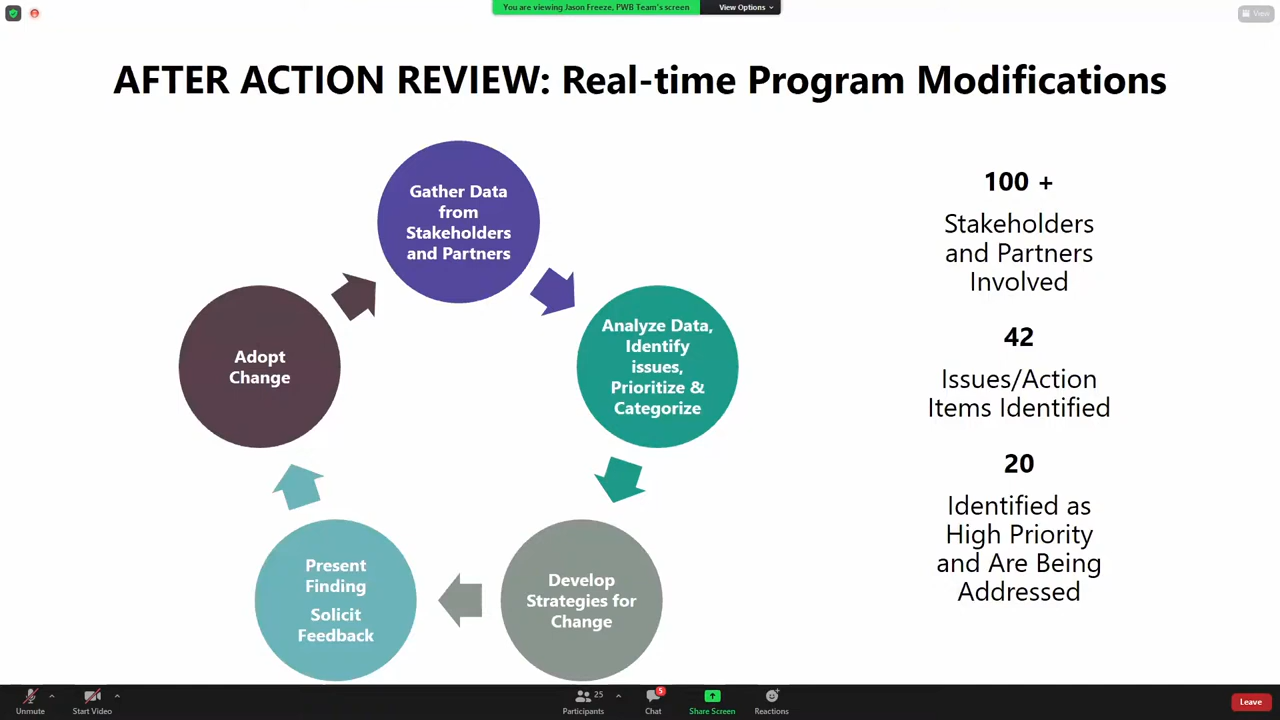 You are viewing Jason Freeze, PWB Team's screen
View Options
View
AFTER ACTION REVIEW: Real-time Program Modifications
Gather Data
from
Stakeholders
and Partners
Analyze Data,
Identify
issues,
Prioritize &
Categorize
Develop
Strategies for
Change
Present
Finding
Solicit
Feedback
Adopt
Change
100 +
Stakeholders
and Partners
Involved
42
Issues/Action
Items Identified
20
Identified as
High Priority
and Are Being
Addressed
Unmute
Start Video
25
Participants
5
Chat
Share Screen
Reactions
Leave